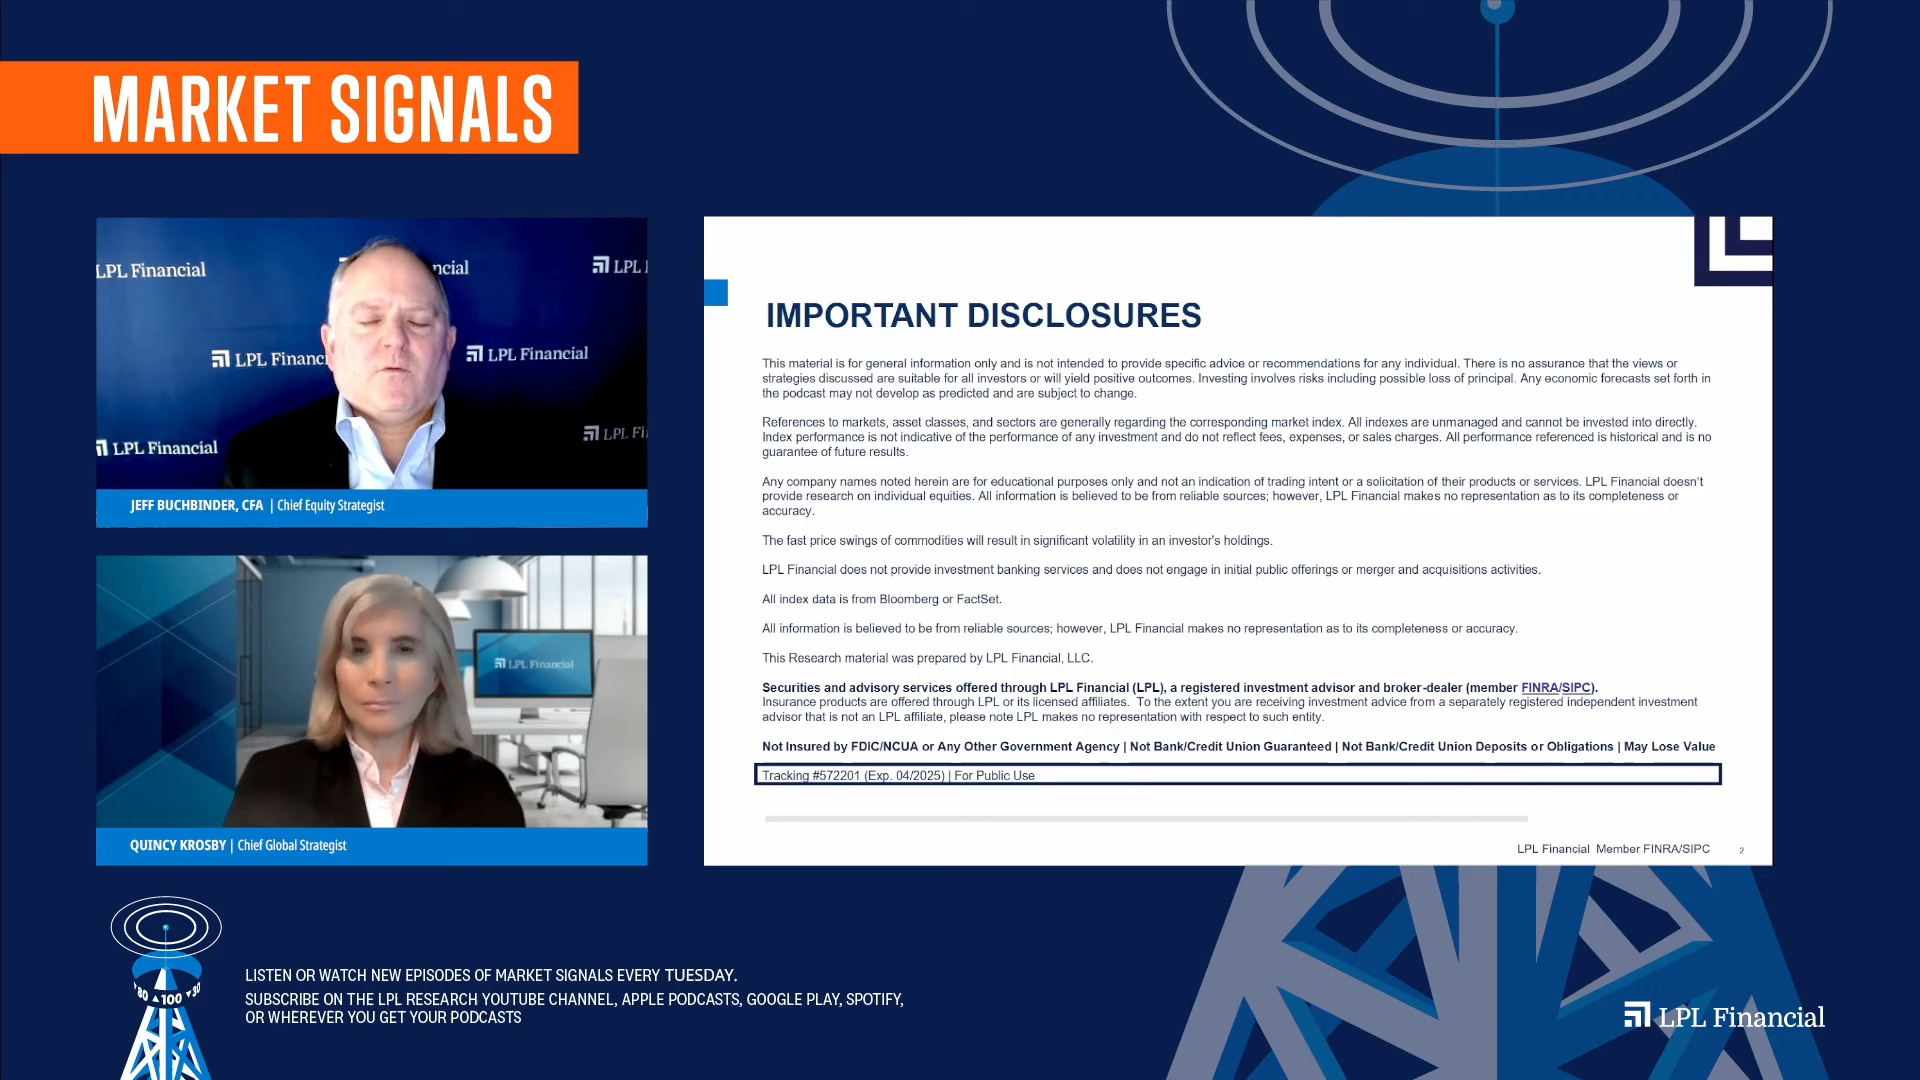 MARKET SIGNALS
LPL Financial
ncial
LPL
LPL Financ
LPL Financial
LPL Financial
LPL Fi
JEFF BUCHBINDER, CFA | Chief Equity Strategist
LPL Financial
QUINCY KROSBY | Chief Global Strategist
IMPORTANT DISCLOSURES
This material is for general information only and is not intended to provide specific advice or recommendations for any individual. There is no assurance that the views or
strategies discussed are suitable for all investors or will yield positive outcomes. Investing involves risks including possible loss of principal. Any economic forecasts set forth in
the podcast may not develop as predicted and are subject to change.
References to markets, asset classes, and sectors are generally regarding the corresponding market index. All indexes are unmanaged and cannot be invested into directly.
Index performance is not indicative of the performance of any investment and do not reflect fees, expenses, or sales charges. All performance referenced is historical and is no
guarantee of future results.
Any company names noted herein are for educational purposes only and not an indication of trading intent or a solicitation of their products or services. LPL Financial doesn't
provide research on individual equities. All information is believed to be from reliable sources; however, LPL Financial makes no representation as to its completeness or
accuracy.
The fast price swings of commodities will result in significant volatility in an investor's holdings.
LPL Financial does not provide investment banking services and does not engage in initial public offerings or merger and acquisitions activities.
All index data is from Bloomberg or FactSet.
All information is believed to be from reliable sources; however, LPL Financial makes no representation as to its completeness or accuracy.
This Research material was prepared by LPL Financial, LLC.
Securities and advisory services offered through LPL Financial (LPL), a registered investment advisor and broker-dealer (member FINRA/SIPC).
Insurance products are offered through LPL or its licensed affiliates. To the extent you are receiving investment advice from a separately registered independent investment
advisor that is not an LPL affiliate, please note LPL makes no representation with respect to such entity.
Not Insured by FDIC/NCUA or Any Other Government Agency | Not Bank/Credit Union Guaranteed | Not Bank/Credit Union Deposits or Obligations | May Lose Value
Tracking #572201 (Exp. 04/2025) | For Public Use
LPL Financial Member FINRA/SIPC 2
80 100 30
LISTEN OR WATCH NEW EPISODES OF MARKET SIGNALS EVERY TUESDAY.
SUBSCRIBE ON THE LPL RESEARCH YOUTUBE CHANNEL, APPLE PODCASTS, GOOGLE PLAY, SPOTIFY,
OR WHEREVER YOU GET YOUR PODCASTS
LPL Financial